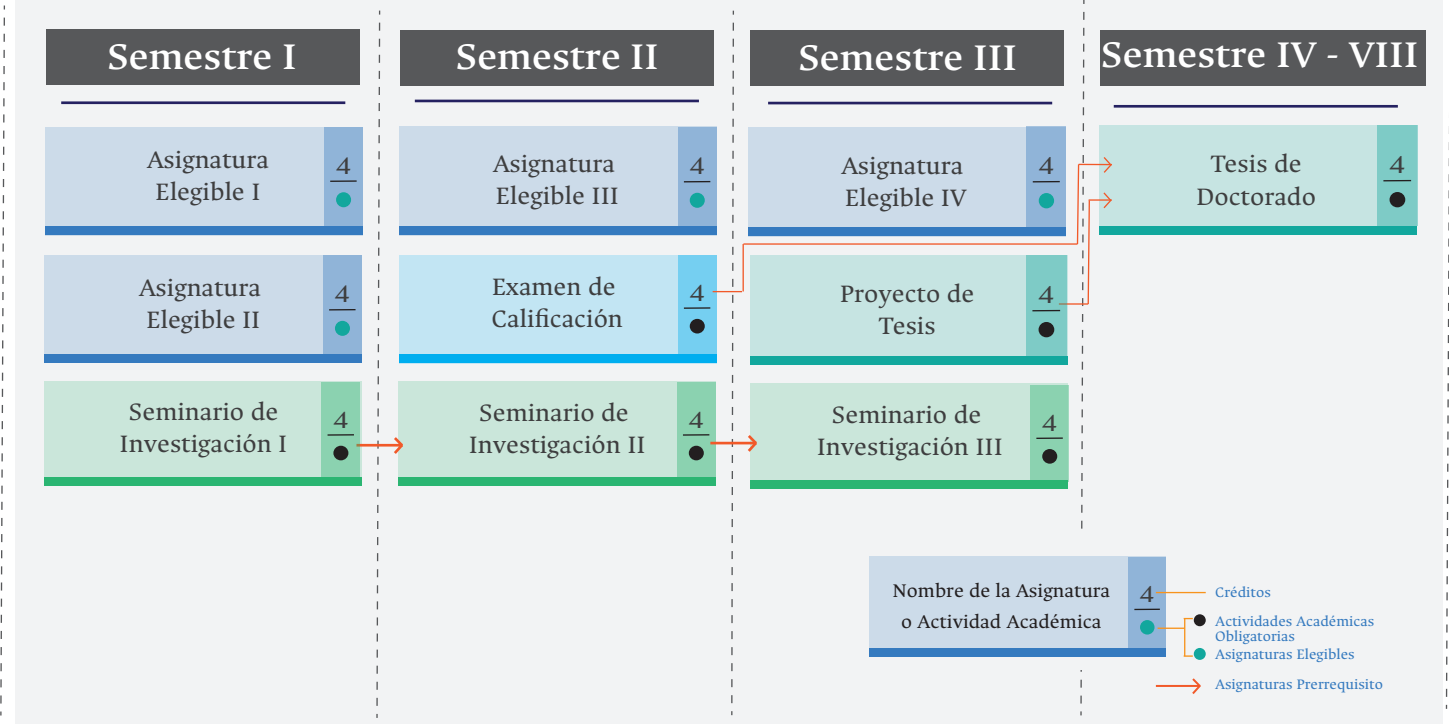 Semestre I
Asignatura
Elegible I
4
Asignatura
Elegible II
4
Seminario de
Investigación I
4
Semestre II
Asignatura
Elegible III
4
Examen de
Calificación
4
Seminario de
Investigación II
4
Semestre III
Asignatura
Elegible IV
4
Proyecto de
Tesis
4
Seminario de
Investigación III
4
Semestre IV - VIII
Tesis de
Doctorado
4
Nombre de la Asignatura
o Actividad Académica
4
Créditos
Actividades Académicas
Obligatorias
Asignaturas Elegibles
Asignaturas Prerrequisito